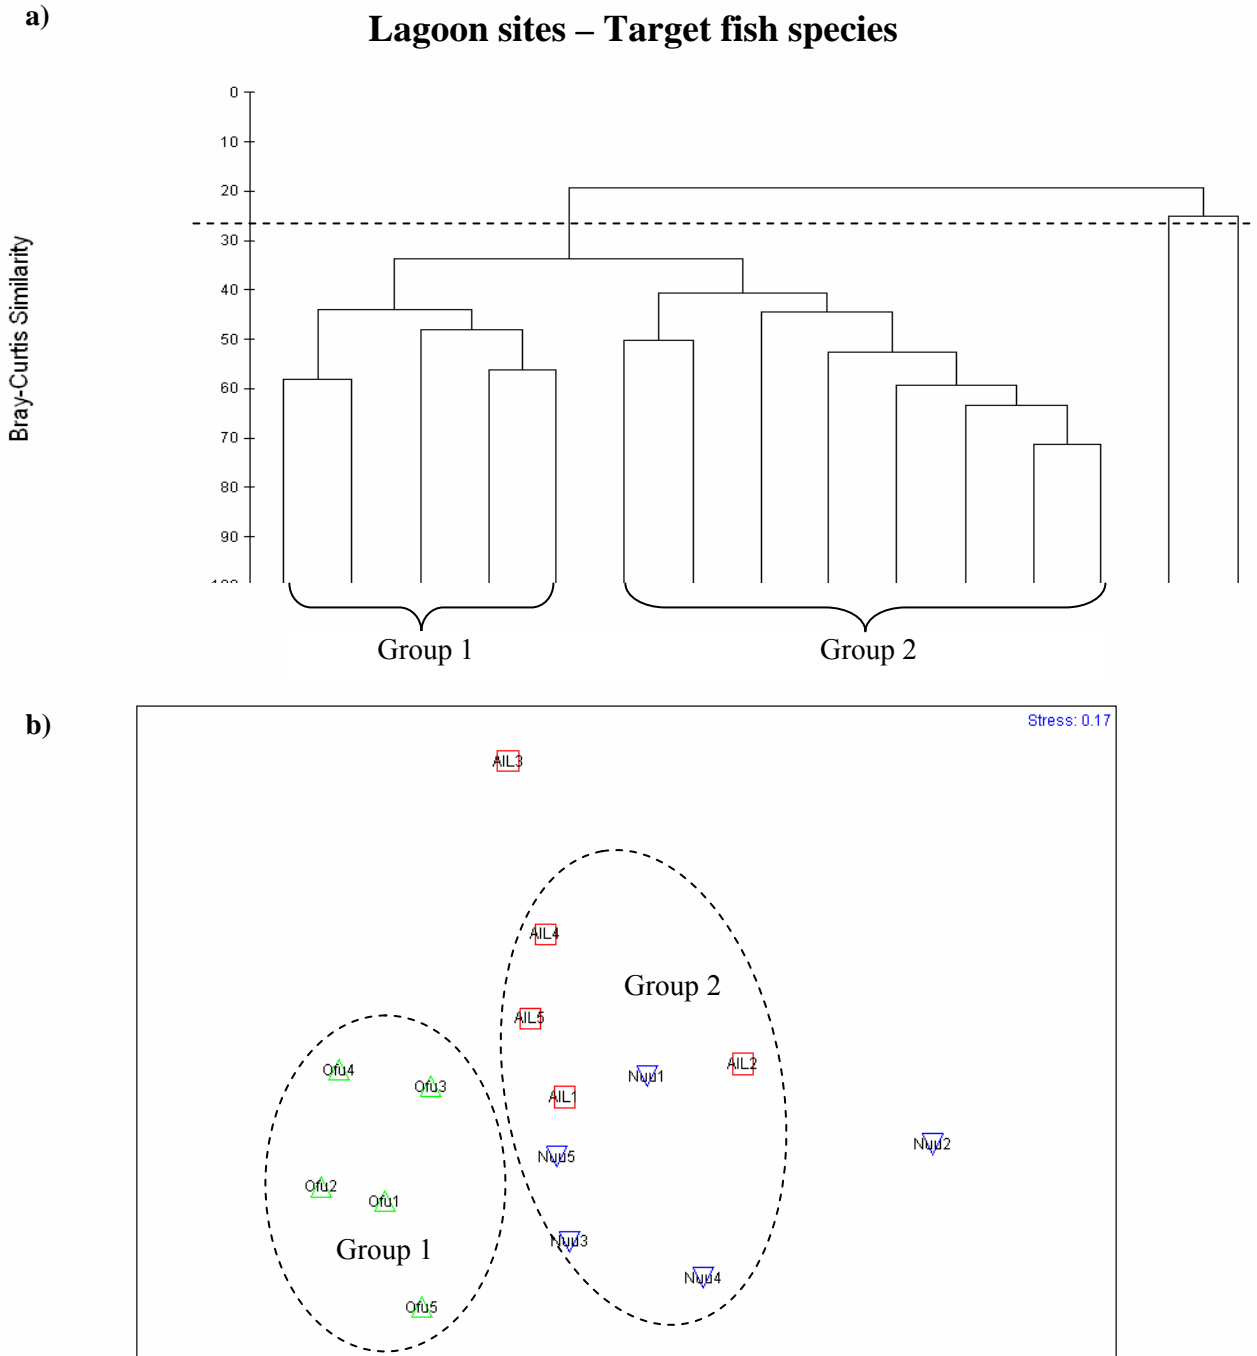 a)
Lagoon sites – Target fish species
Bray-Curtis Similarity
0
10
20
30
40
50
60
70
80
90
Group 1
Group 2
b)
Stress: 0.17
AIL3
AIL4
Group 2
AIL5
Ofu4
Ofu3
Nuu1
AIL2
AIL1
Nuu5
Nuu2
Ofu2
Ofu1
Nuu3
Group 1
Nuu4
Ofu5